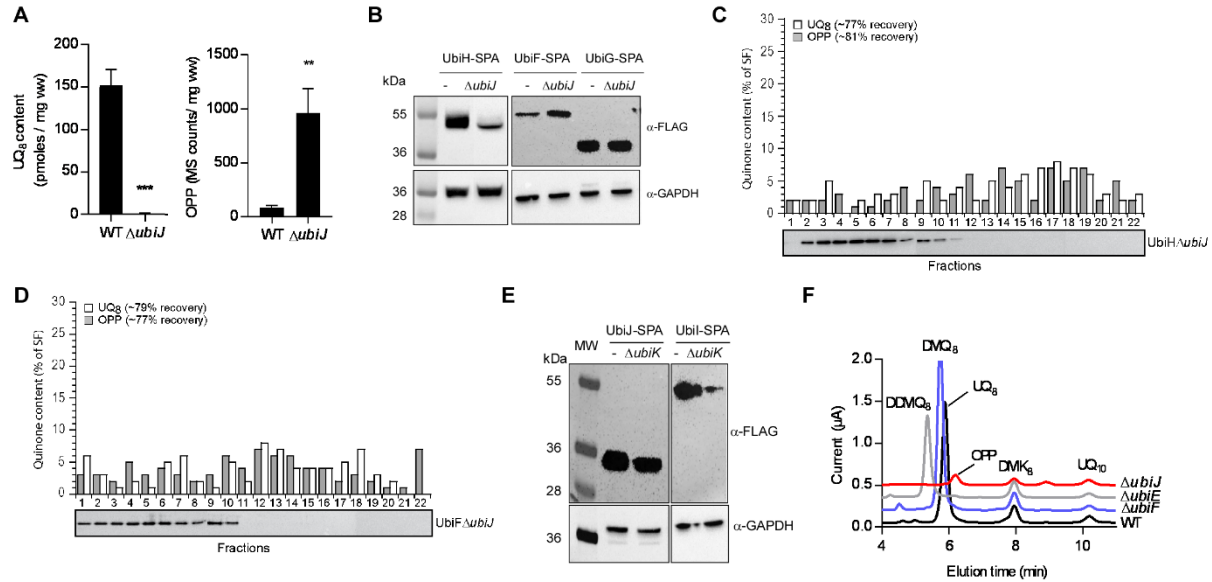 A
UQ8 content
(pmoles / mg ww)
200
150
100
50
0
***
WT ΔubiJ
OPP (MS counts/ mg ww)
1500
1000
500
0
**
WT ΔubiJ
B
UbiH-SPA UbiF-SPA UbiG-SPA
kDa - ΔubiJ - ΔubiJ - ΔubiJ
55
36
α-FLAG
36
28
α-GAPDH
C
UQ8 (~77% recovery)
OPP (~81% recovery)
Quinone content (% of SF)
30
25
20
15
10
5
0
1 2 3 4 5 6 7 8 9 10 11 12 13 14 15 16 17 18 19 20 21 22
UbiHΔubiJ
Fractions
D
UQ8 (~79% recovery)
OPP (~77% recovery)
Quinone content (% of SF)
30
25
20
15
10
5
0
1 2 3 4 5 6 7 8 9 10 11 12 13 14 15 16 17 18 19 20 21 22
UbiFΔubiJ
Fractions
E
UbiJ-SPA UbiI-SPA
MW - ΔubiK - ΔubiK
kDa
55
36
28
α-FLAG
36
α-GAPDH
F
Current (µA)
2.0
1.5
1.0
0.5
0.0
DMQ8
UQ8
DDMQ8
OPP
DMK8
UQ10
ΔubiJ
ΔubiE
ΔubiF
WT
4 6 8 10
Elution time (min)